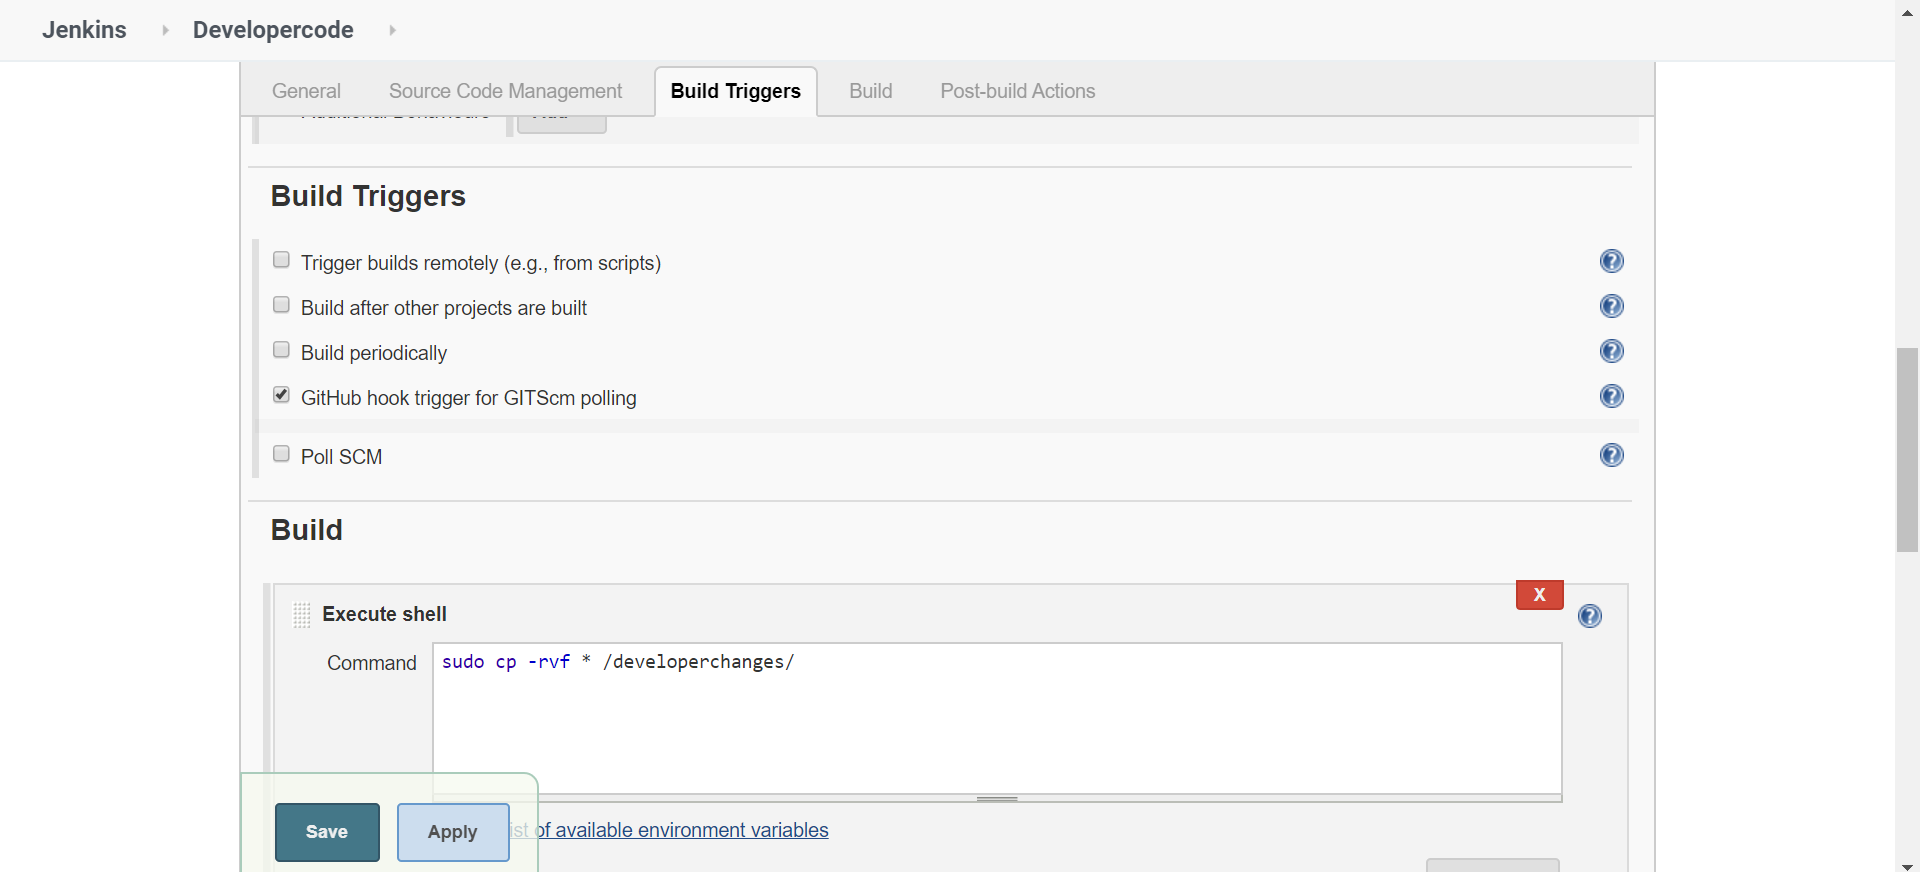 Jenkins Developercode
General Source Code Management Build Triggers Build Post-build Actions
Build Triggers
Trigger builds remotely (e.g., from scripts)
Build after other projects are built
Build periodically
GitHub hook trigger for GITScm polling
Poll SCM
Build
X
Execute shell
Command sudo cp -rvf * /developerchanges/
Save Apply ist of available environment variables